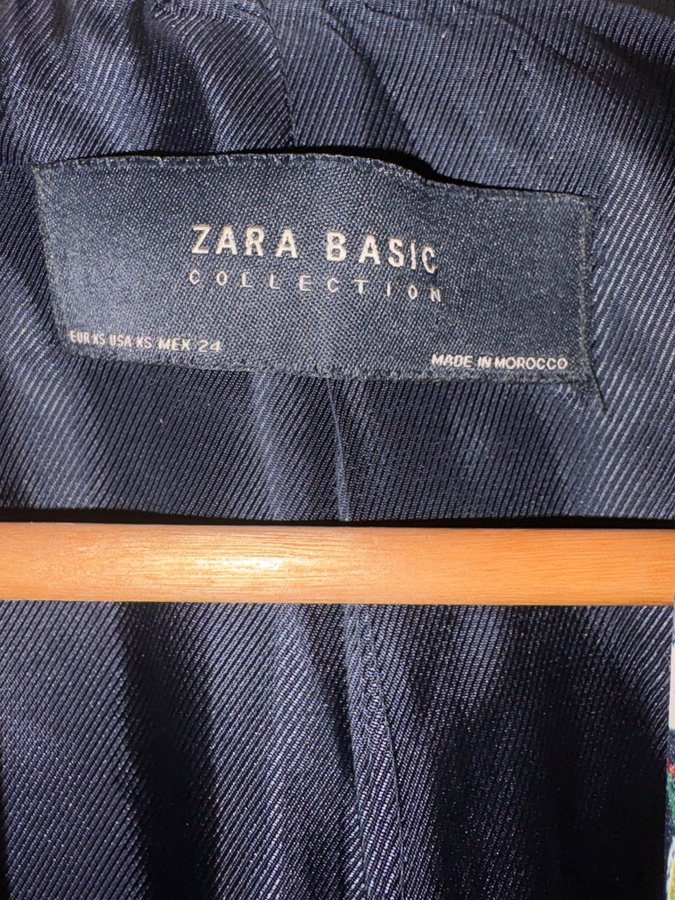 ZARA BASIC
COLLECTION
EUR XS USA XS MEX 24
MADE IN MOROCCO